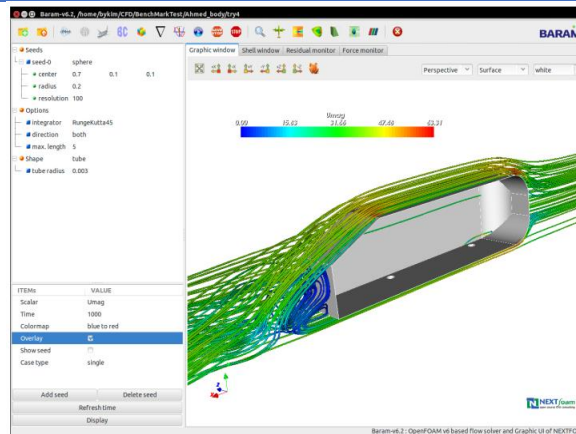 Baram-v6.2, /home/bykim/CFD/BenchMarkTest/Ahmed_body/try4
BARAM
Seeds
seed-0 sphere
center 0.7 0.1 0.1
radius 0.2
resolution 100
Options
integrator RungeKutta45
direction both
max. length 5
Shape tube
tube radius 0.003
Graphic window Shell window Residual monitor Force monitor
Perspective Surface white
Umag
0.00 15.83 31.66 47.48 63.31
ITEMs VALUE
Scalar Umag
Time 1000
Colormap blue to red
Overlay
Show seed
Case type single
Add seed Delete seed
Refresh time
Display
NEXTfoam
Baram-v6.2 : OpenFOAM v6 based flow solver and Graphic UI of NEXTFO